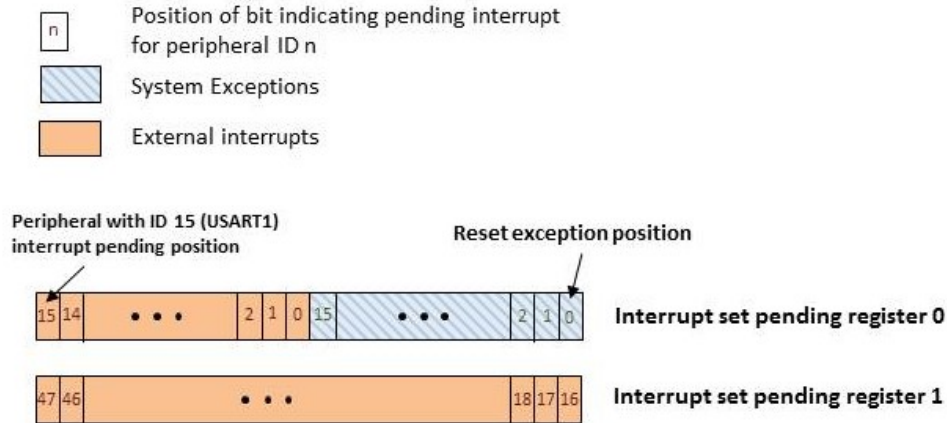 n
Position of bit indicating pending interrupt
for peripheral ID n
System Exceptions
External interrupts
Peripheral with ID 15 (USART1)
interrupt pending position
Reset exception position
15 14 • • • 2 1 0 15 • • • 2 1 0
Interrupt set pending register 0
47 46 • • • 18 17 16
Interrupt set pending register 1